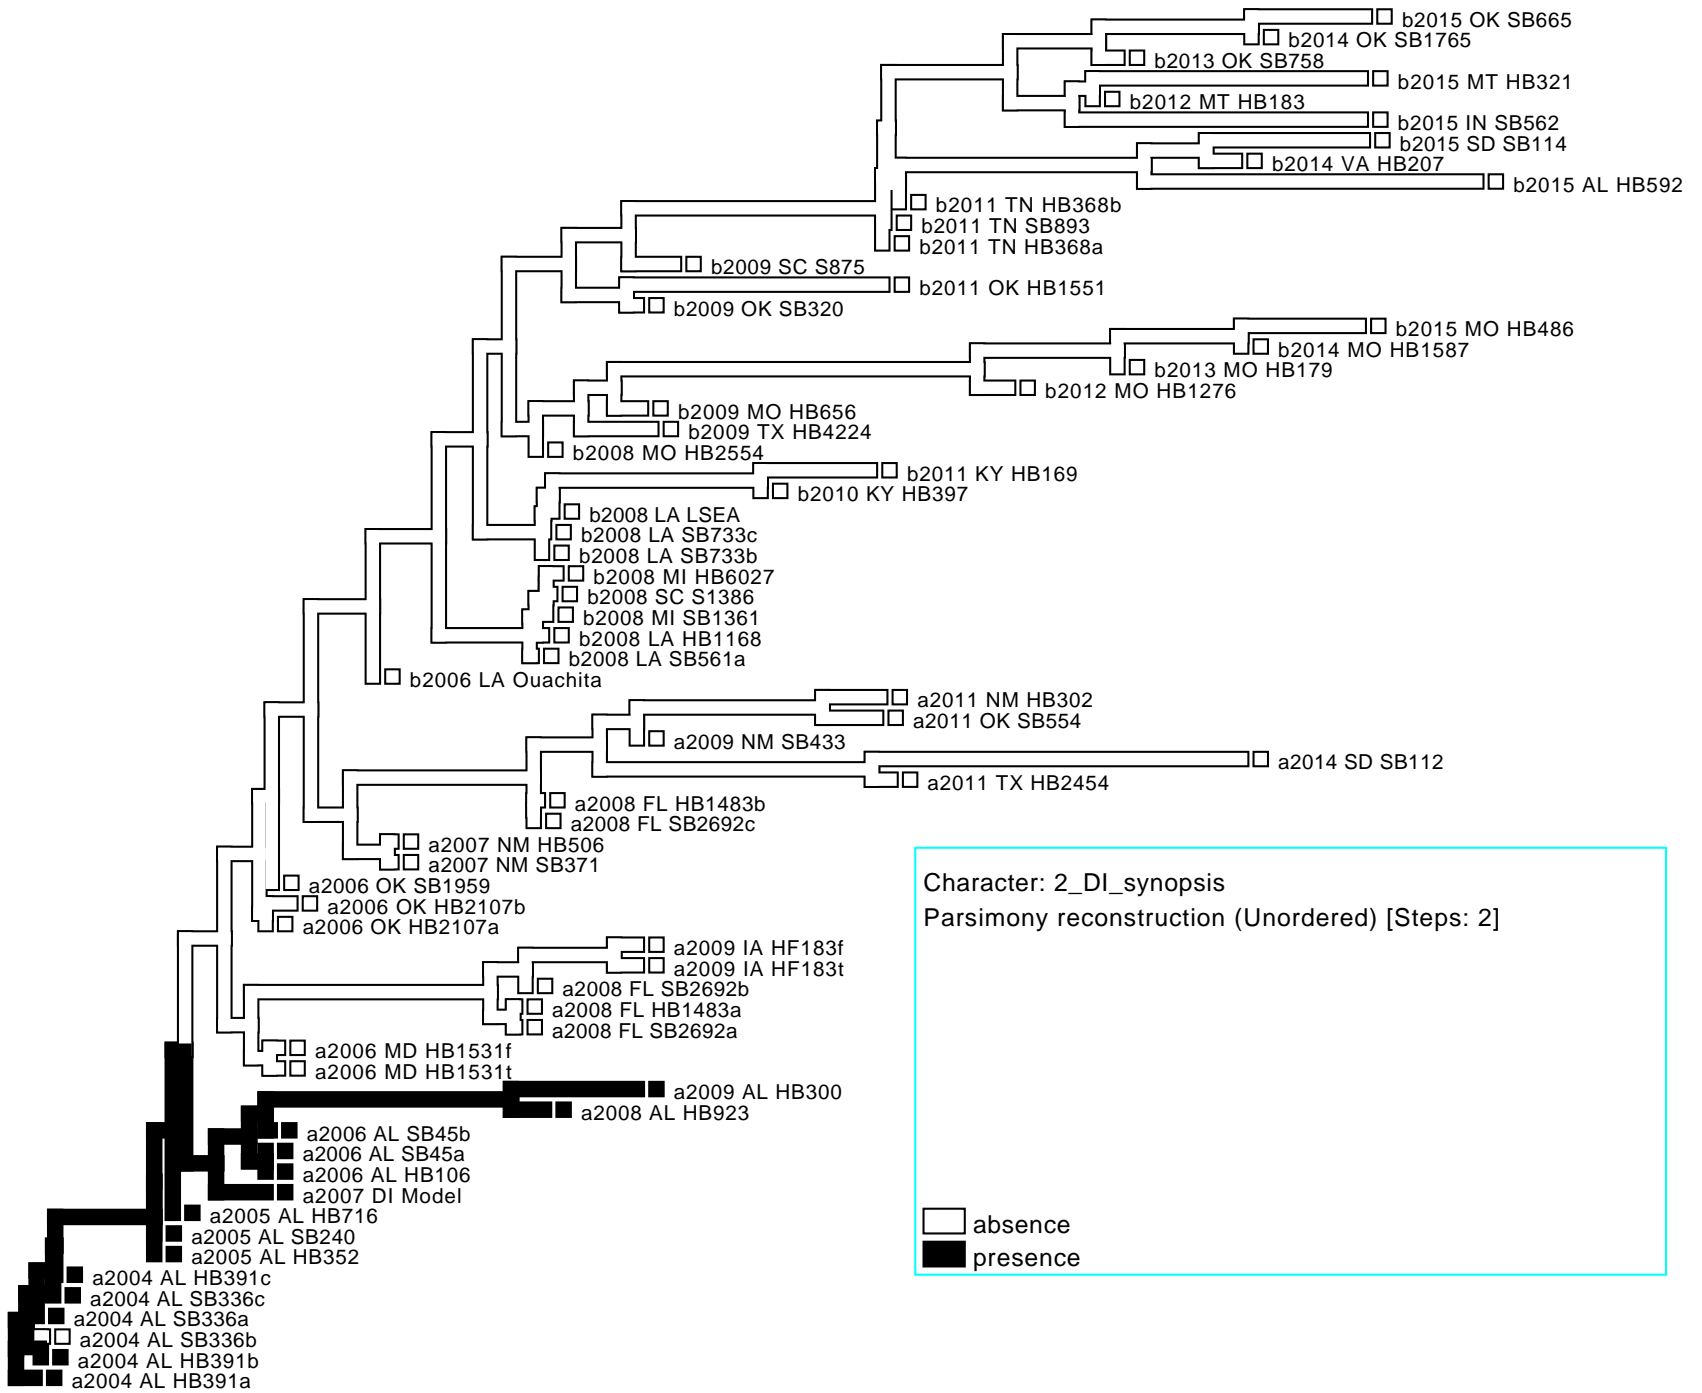 b2015 OK SB665
b2014 OK SB1765
b2013 OK SB758
b2015 MT HB321
b2012 MT HB183
b2015 IN SB562
b2015 SD SB114
b2014 VA HB207
b2015 AL HB592
b2011 TN HB368b
b2011 TN SB893
b2011 TN HB368a
b2009 SC S875
b2011 OK HB1551
b2009 OK SB320
b2015 MO HB486
b2014 MO HB1587
b2013 MO HB179
b2012 MO HB1276
b2009 MO HB656
b2009 TX HB4224
b2008 MO HB2554
b2011 KY HB169
b2010 KY HB397
b2008 LA LSEA
b2008 LA SB733c
b2008 LA SB733b
b2008 MI HB6027
b2008 SC S1386
b2008 MI SB1361
b2008 LA HB1168
b2008 LA SB561a
b2006 LA Ouachita
a2011 NM HB302
a2011 OK SB554
a2009 NM SB433
a2014 SD SB112
a2011 TX HB2454
a2008 FL HB1483b
a2008 FL SB2692c
a2007 NM HB506
a2007 NM SB371
a2006 OK SB1959
a2006 OK HB2107b
a2006 OK HB2107a
a2009 IA HF183f
a2009 IA HF183t
a2008 FL SB2692b
a2008 FL HB1483a
a2008 FL SB2692a
a2006 MD HB1531f
a2006 MD HB1531t
a2009 AL HB300
a2008 AL HB923
a2006 AL SB45b
a2006 AL SB45a
a2006 AL HB106
a2007 DI Model
a2005 AL HB716
a2005 AL SB240
a2005 AL HB352
a2004 AL HB391c
a2004 AL SB336c
a2004 AL SB336a
a2004 AL SB336b
a2004 AL HB391b
a2004 AL HB391a
Character: 2_DI_synopsis
Parsimony reconstruction (Unordered) [Steps: 2]
absence
presence